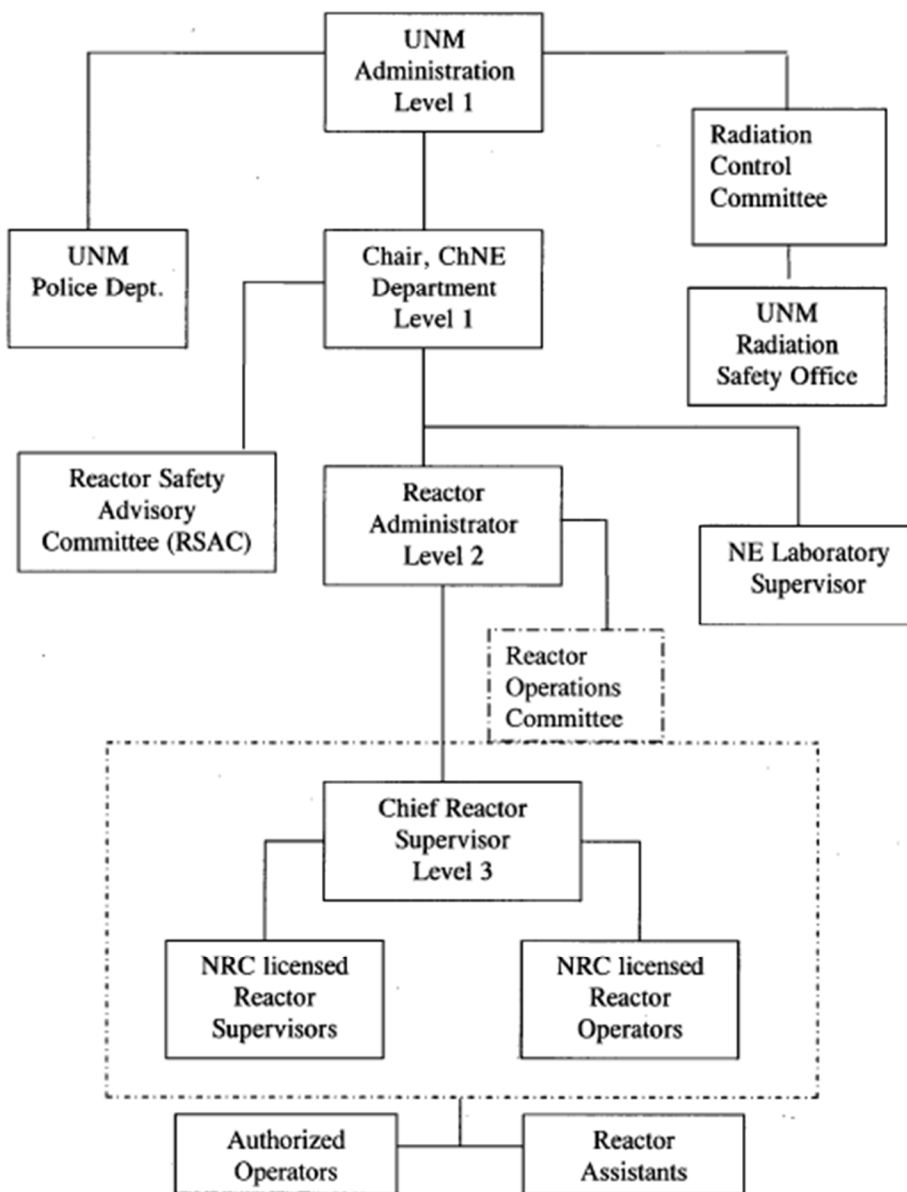 UNM
Administration
Level 1
Radiation
Control
Committee
UNM
Police Dept.
Chair, ChNE
Department
Level 1
UNM
Radiation
Safety Office
Reactor Safety
Advisory
Committee (RSAC)
Reactor
Administrator
Level 2
NE Laboratory
Supervisor
Reactor
Operations
Committee
Chief Reactor
Supervisor
Level 3
NRC licensed
Reactor
Supervisors
NRC licensed
Reactor
Operators
Authorized
Operators
Reactor
Assistants